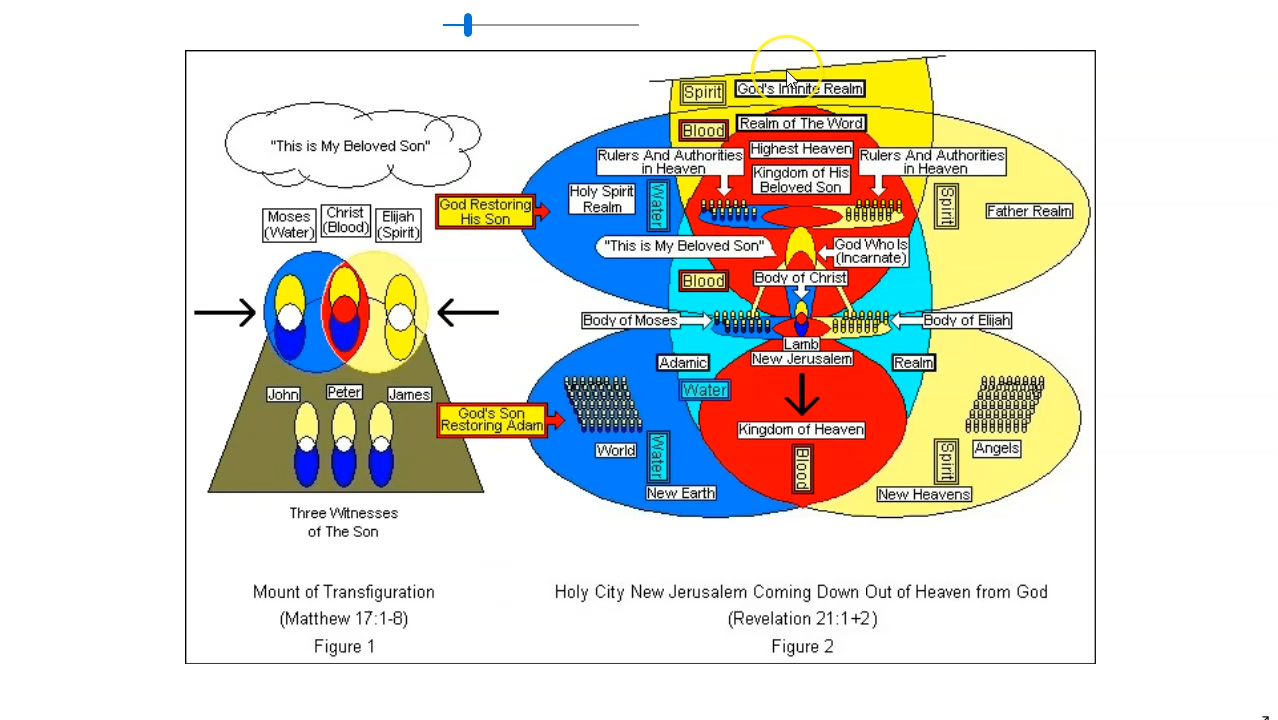 "This is My Beloved Son"
Moses
(Water)
Christ
(Blood)
Elijah
(Spirit)
John
Peter
James
Three Witnesses
of The Son
Mount of Transfiguration
(Matthew 17:1-8)
Figure 1
God Restoring
His Son
God's Son
Restoring Adam
Spirit
God's Infinite Realm
Blood
Realm of The Word
Rulers And Authorities
in Heaven
Highest Heaven
Rulers And Authorities
in Heaven
Kingdom of His
Beloved Son
Holy Spirit
Realm
Water
Spirit
Father Realm
"This is My Beloved Son"
God Who Is
(Incarnate)
Blood
Body of Christ
Body of Moses
Body of Elijah
Lamb
New Jerusalem
Adamic
Realm
Water
Kingdom of Heaven
World
Water
Blood
Spirit
Angels
New Earth
New Heavens
Holy City New Jerusalem Coming Down Out of Heaven from God
(Revelation 21:1+2)
Figure 2